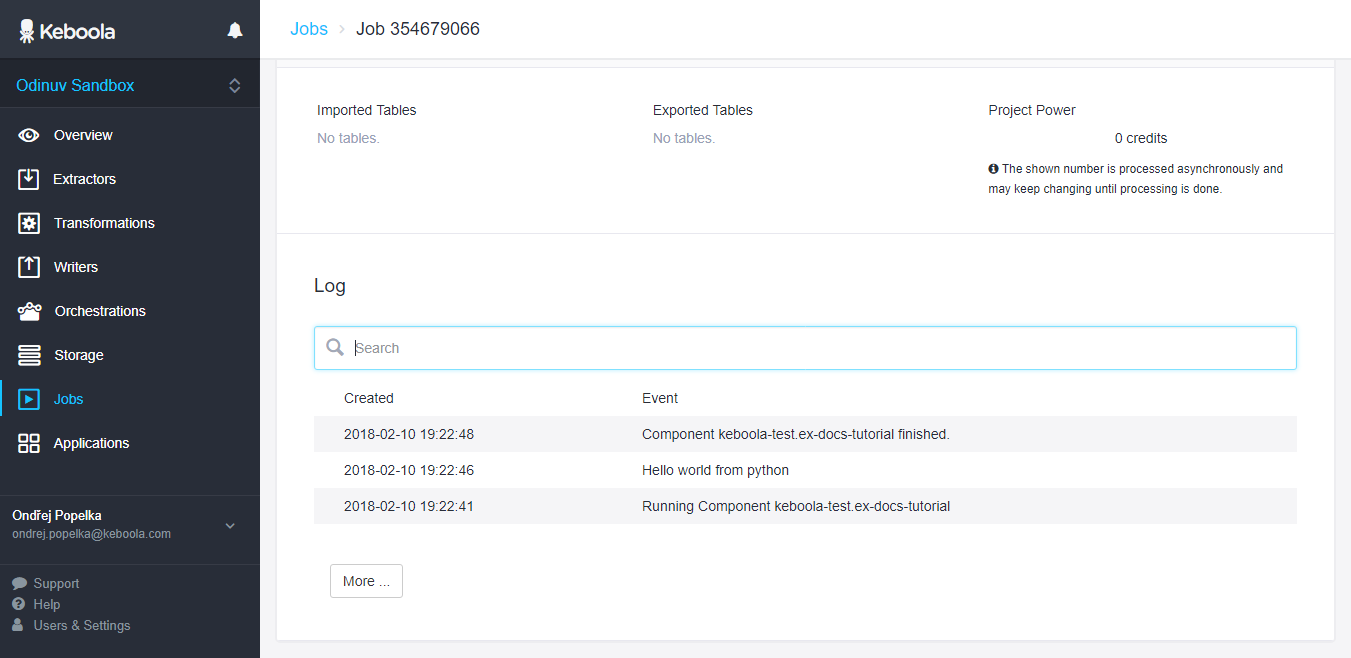 Keboola
Odinuv Sandbox
Overview
Extractors
Transformations
Writers
Orchestrations
Storage
Jobs
Applications
Ondřej Popelka
ondrej.popelka@keboola.com
Support
Help
Users & Settings
Jobs › Job 354679066
Imported Tables
No tables.
Exported Tables
No tables.
Project Power
0 credits
The shown number is processed asynchronously and
may keep changing until processing is done.
Log
Search
Created Event
2018-02-10 19:22:48 Component keboola-test.ex-docs-tutorial finished.
2018-02-10 19:22:46 Hello world from python
2018-02-10 19:22:41 Running Component keboola-test.ex-docs-tutorial
More ...